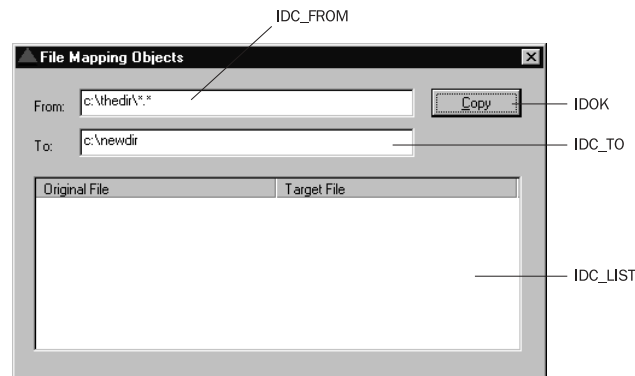 IDC_FROM
File Mapping Objects
From: c:\thedir\*.*
Copy
IDOK
To: c:\newdir
IDC_TO
Original File Target File
IDC_LIST